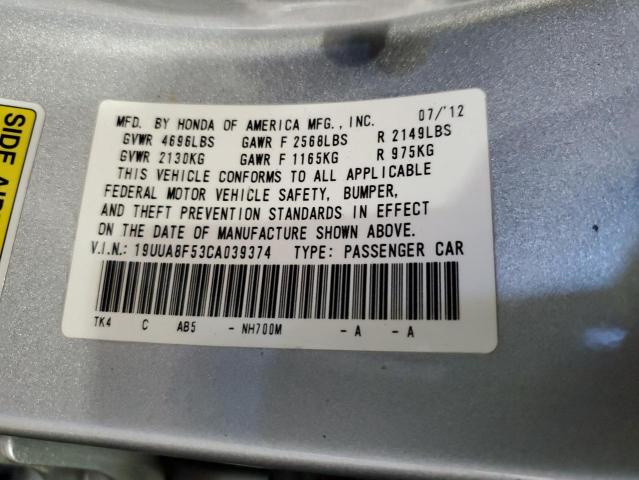 MFD. BY HONDA OF AMERICA MFG., INC. 07/'12
GVWR 4696LBS GAWR F 2568LBS R 2149LBS
GVWR 2130KG GAWR F 1165KG R 975KG
THIS VEHICLE CONFORMS TO ALL APPLICABLE
FEDERAL MOTOR VEHICLE SAFETY, BUMPER,
AND THEFT PREVENTION STANDARDS IN EFFECT
ON THE DATE OF MANUFACTURE SHOWN ABOVE.
V.I.N.: 19UUA8F53CA039374 TYPE: PASSENGER CAR
TK4 C AB5 - NH700M - A - A
SIDE